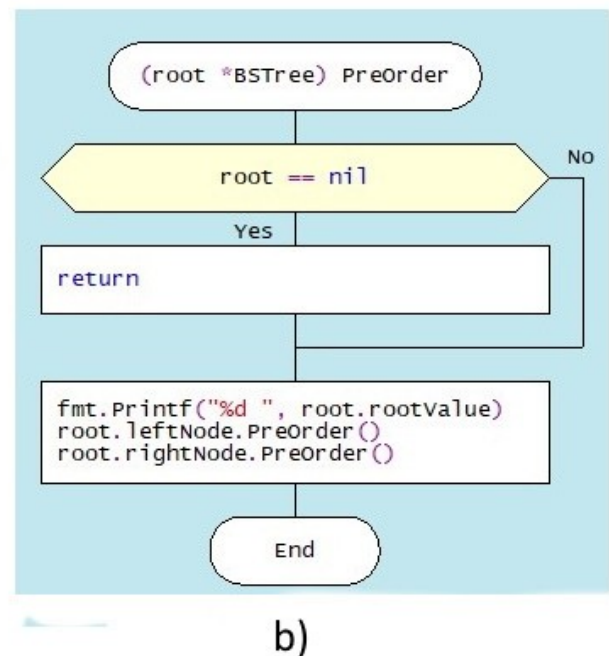 (root *BSTree) PreOrder
root == nil
No
Yes
return
fmt.Printf("%d ", root.rootValue)
root.leftNode.PreOrder()
root.rightNode.PreOrder()
End
b)